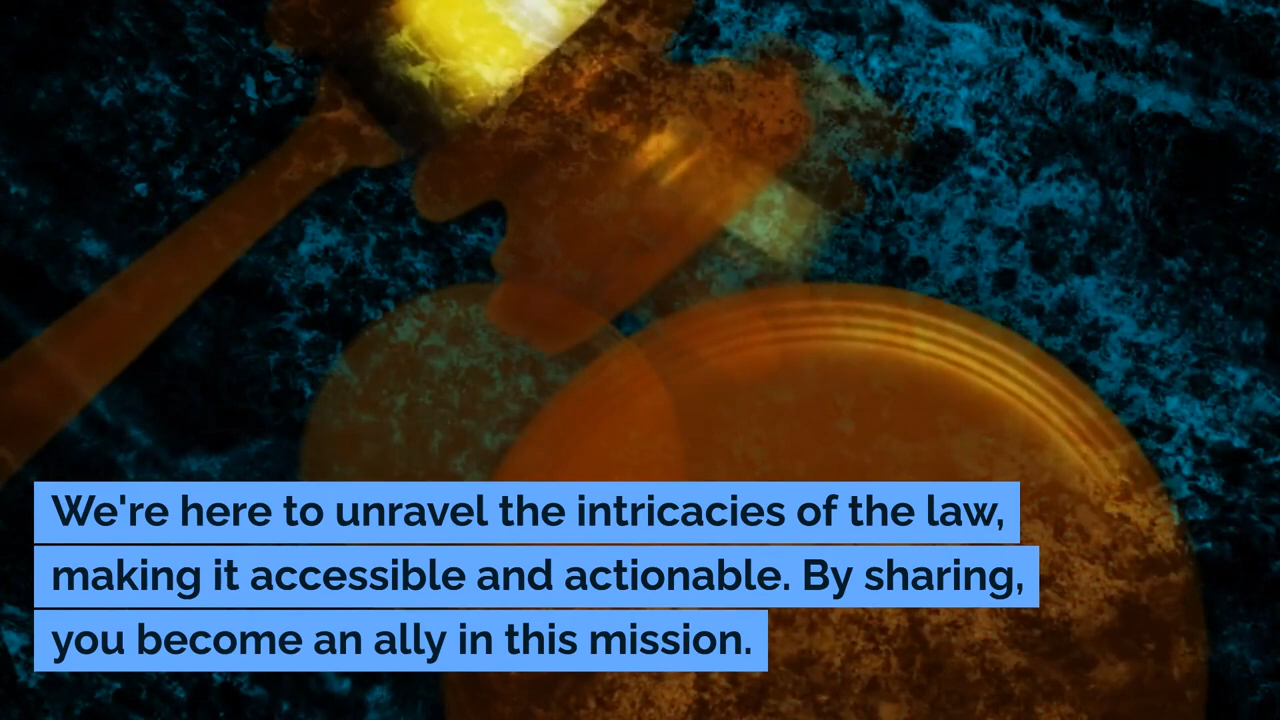 We're here to unravel the intricacies of the law,
making it accessible and actionable. By sharing,
you become an ally in this mission.